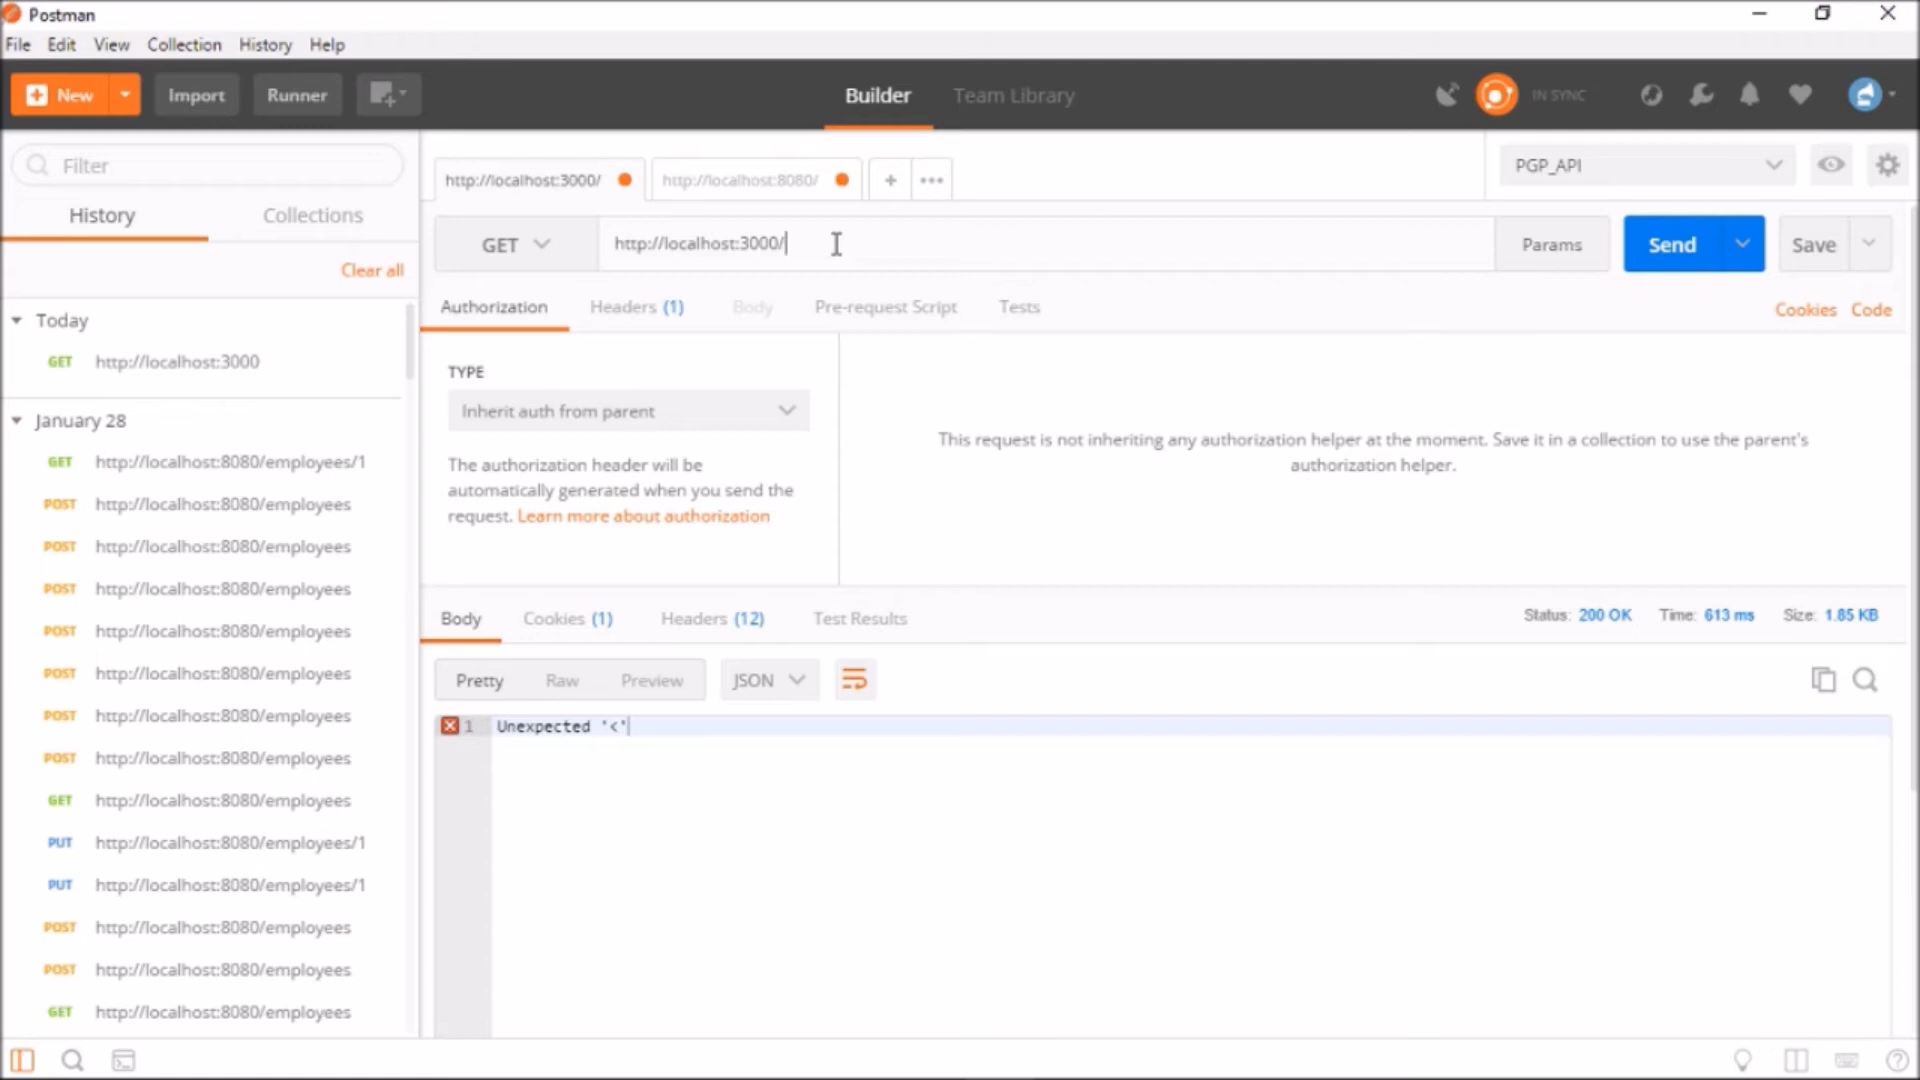 Postman
File Edit View Collection History Help
New Import Runner Builder Team Library IN SYNC
Filter
History Collections
Clear all
Today
GET http://localhost:3000
January 28
GET http://localhost:8080/employees/1
POST http://localhost:8080/employees
POST http://localhost:8080/employees
POST http://localhost:8080/employees
POST http://localhost:8080/employees
POST http://localhost:8080/employees
POST http://localhost:8080/employees
POST http://localhost:8080/employees
GET http://localhost:8080/employees
PUT http://localhost:8080/employees/1
PUT http://localhost:8080/employees/1
POST http://localhost:8080/employees
POST http://localhost:8080/employees
GET http://localhost:8080/employees
http://localhost:3000/ http://localhost:8080/ + •••
PGP_API
GET http://localhost:3000/ Params Send Save
Authorization Headers (1) Body Pre-request Script Tests Cookies Code
TYPE
Inherit auth from parent
The authorization header will be
automatically generated when you send the
request. Learn more about authorization
This request is not inheriting any authorization helper at the moment. Save it in a collection to use the parent's
authorization helper.
Body Cookies (1) Headers (12) Test Results Status: 200 OK Time: 613 ms Size: 1.85 KB
Pretty Raw Preview JSON
1 Unexpected '<'